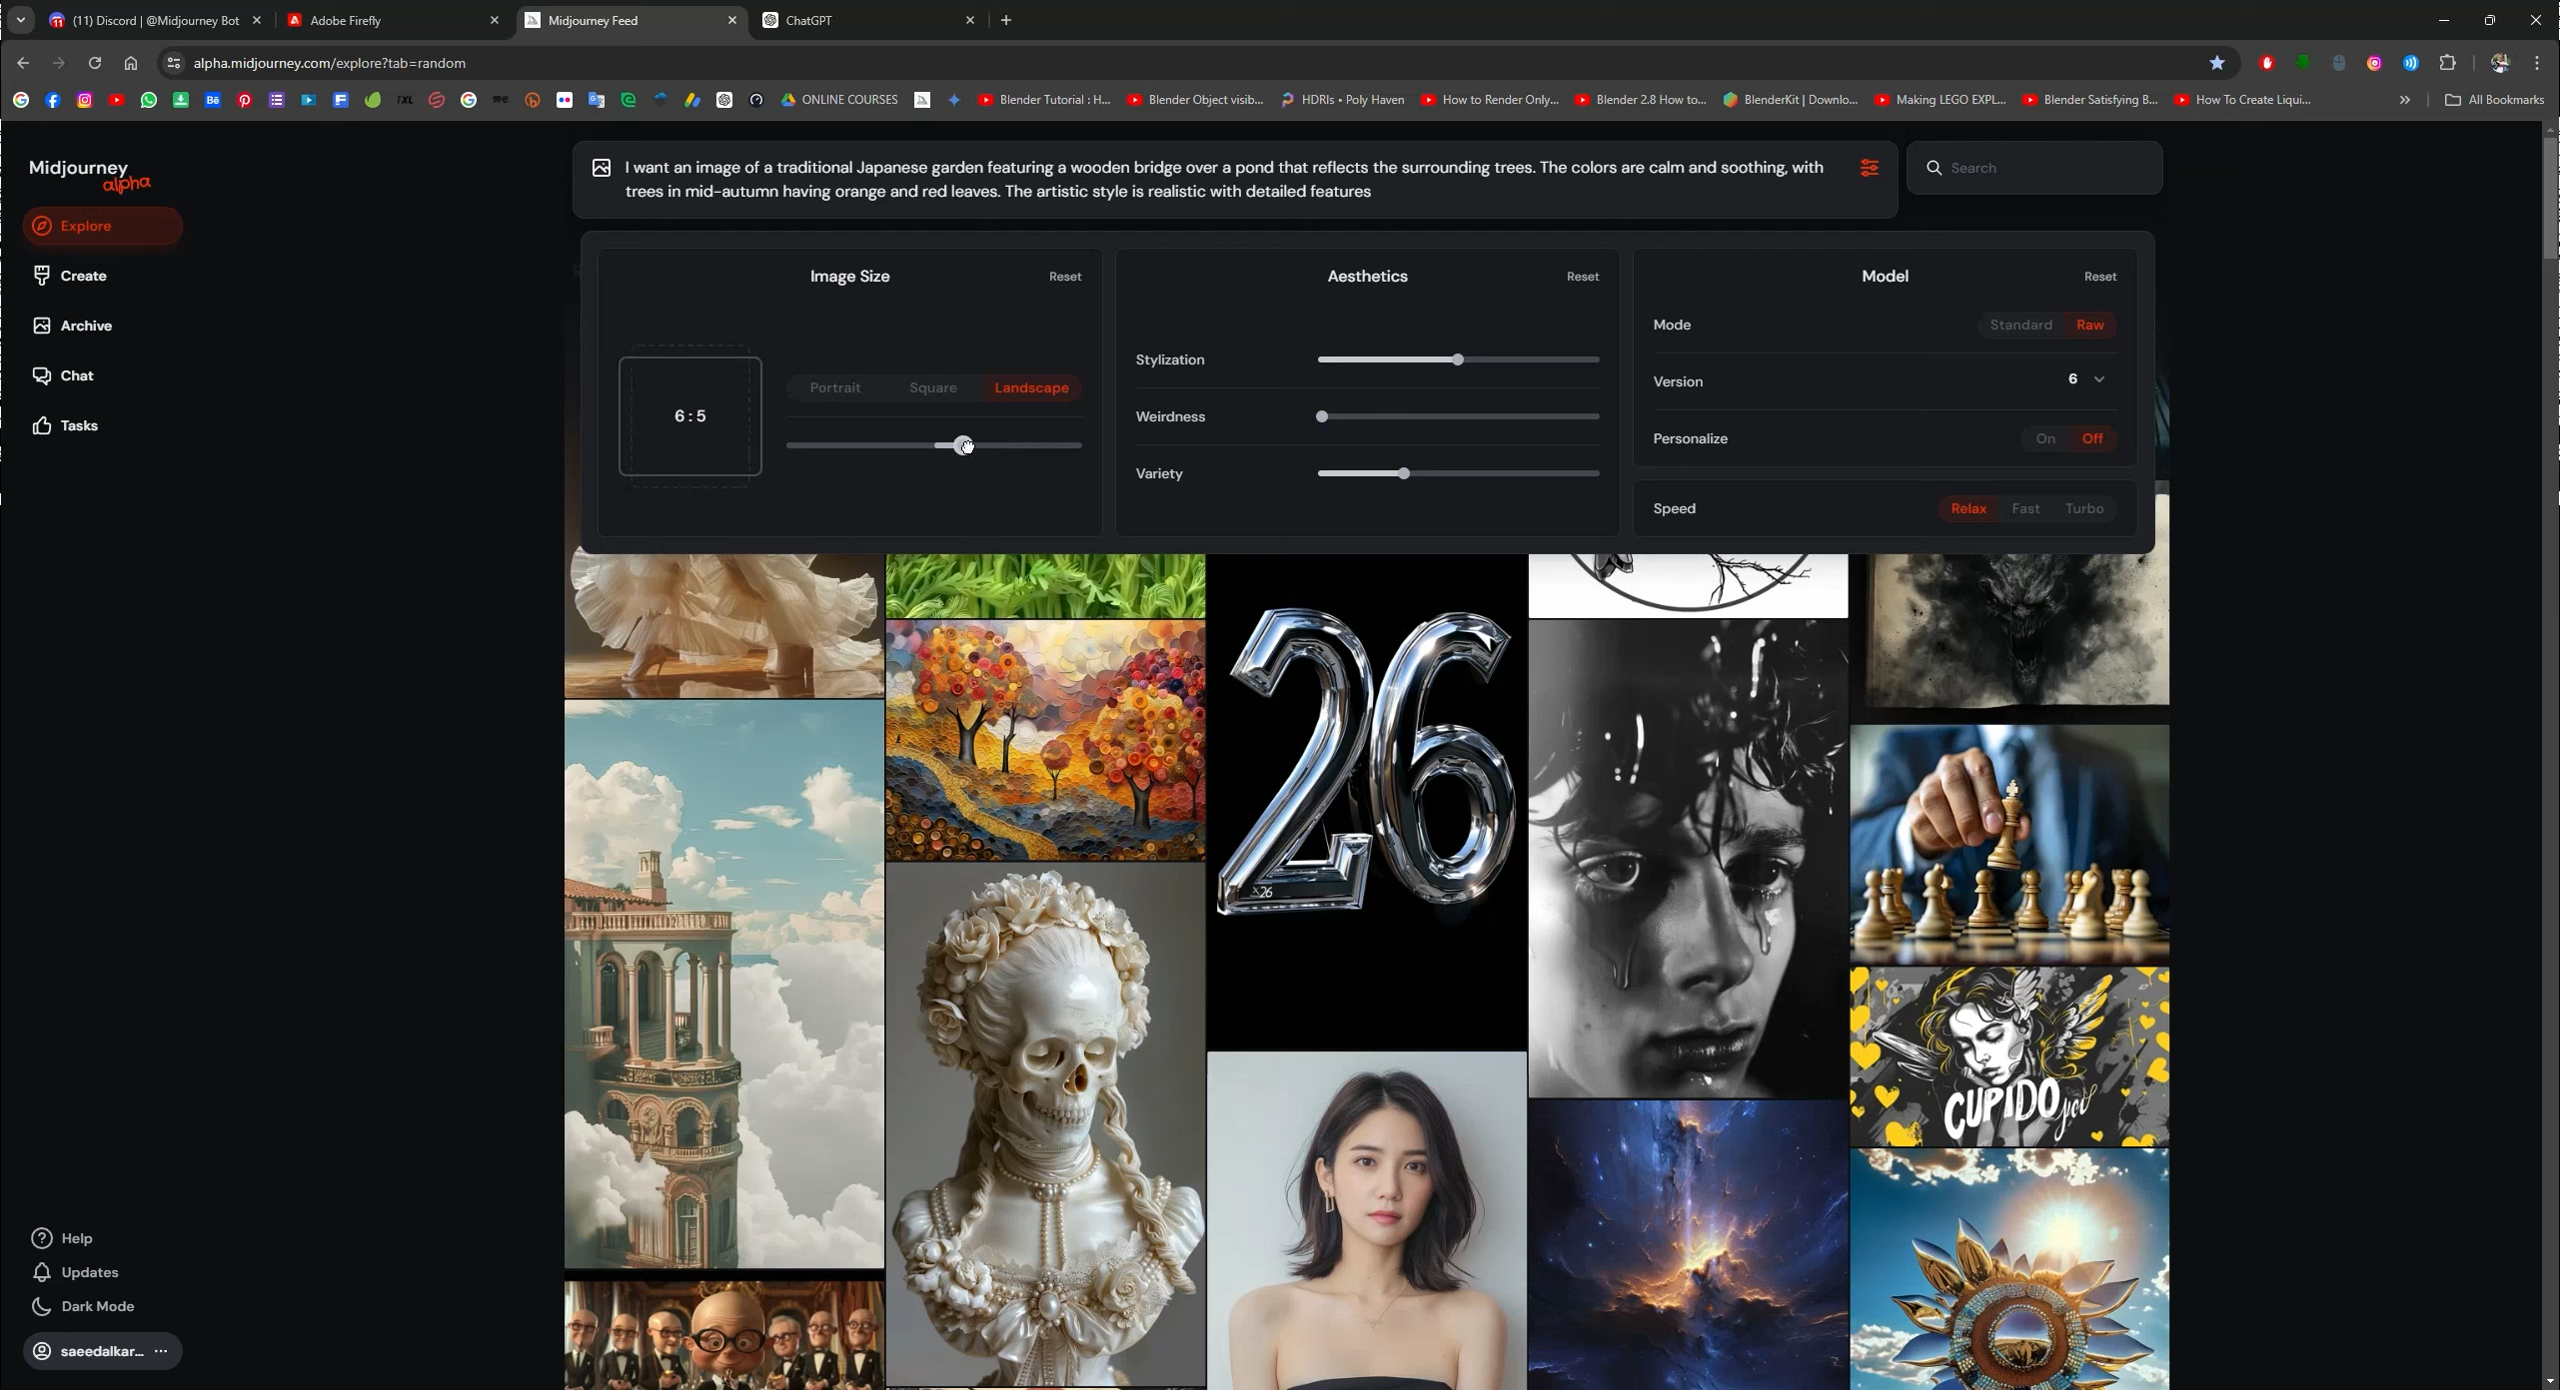 (11) Discord | @Midjourney Bot
Adobe Firefly
Midjourney Feed
ChatGPT
alpha.midjourney.com/explore?tab=random
ONLINE COURSES
Blender Tutorial : H...
Blender Object visib...
HDRIs • Poly Haven
How to Render Only...
Blender 2.8 How to...
BlenderKit | Downlo...
Making LEGO EXPL...
Blender Satisfying B...
How To Create Liqui...
All Bookmarks
Midjourney
alpha
Explore
Create
Archive
Chat
Tasks
I want an image of a traditional Japanese garden featuring a wooden bridge over a pond that reflects the surrounding trees. The colors are calm and soothing, with
trees in mid-autumn having orange and red leaves. The artistic style is realistic with detailed features
Search
Image Size
Reset
6 : 5
Portrait
Square
Landscape
Aesthetics
Reset
Stylization
Weirdness
Variety
Model
Reset
Mode
Standard
Raw
Version
6
Personalize
On
Off
Speed
Relax
Fast
Turbo
26
CUPIDO
Help
Updates
Dark Mode
saeedalkar...